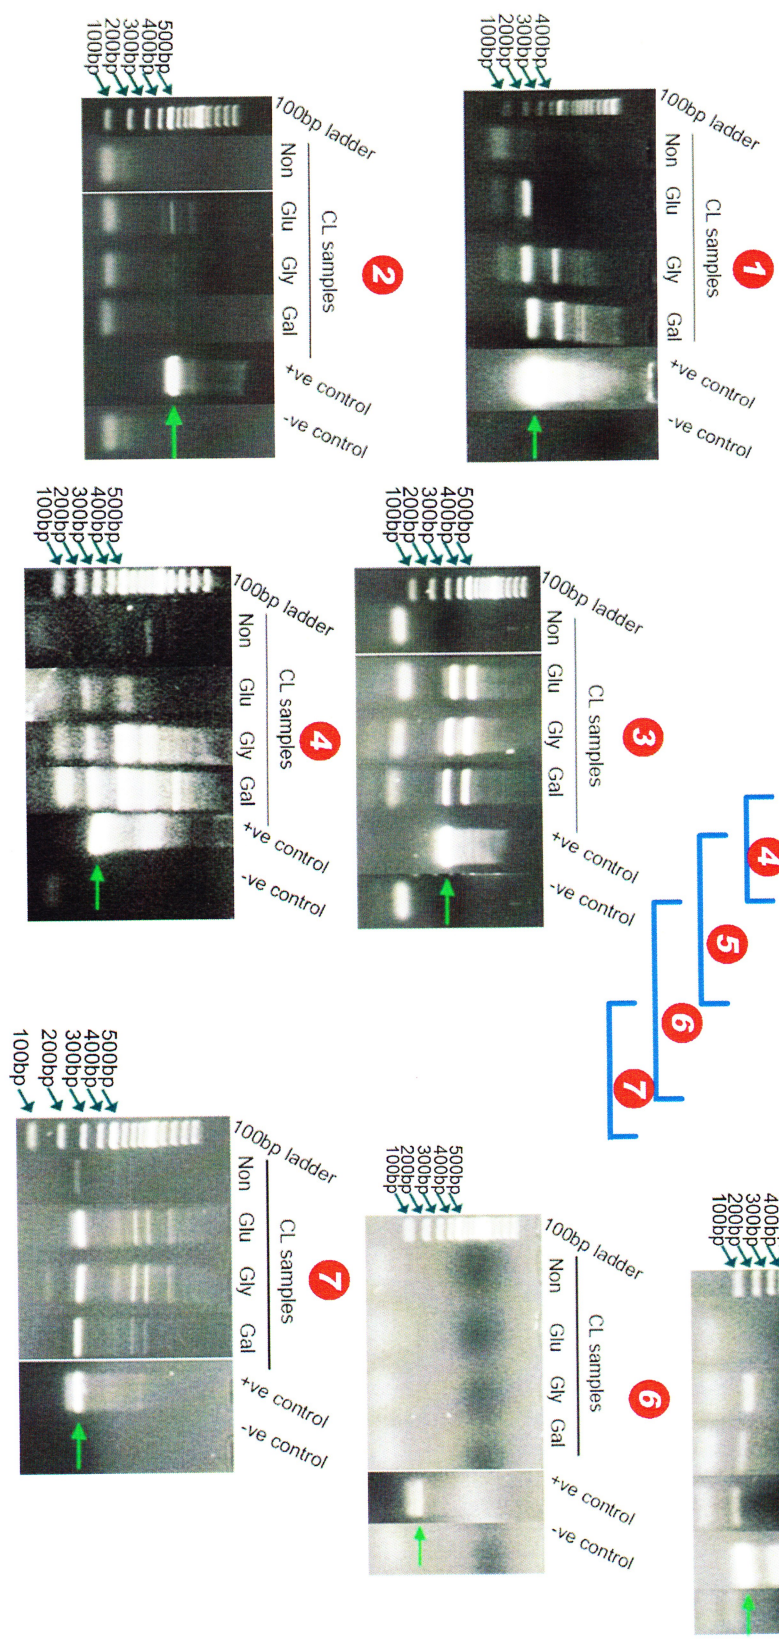 1
400bp
300bp
200bp
100bp
100bp ladder
CL samples
Non
Glu
Gly
Gal
+ve control
-ve control
2
500bp
400bp
300bp
200bp
100bp
100bp ladder
CL samples
Non
Glu
Gly
Gal
+ve control
-ve control
3
500bp
400bp
300bp
200bp
100bp
100bp ladder
CL samples
Non
Glu
Gly
Gal
+ve control
-ve control
4
500bp
400bp
300bp
200bp
100bp
100bp ladder
CL samples
Non
Glu
Gly
Gal
+ve control
-ve control
4
5
6
7
400bp
300bp
200bp
100bp
6
500bp
400bp
300bp
200bp
100bp
100bp ladder
CL samples
Non
Glu
Gly
Gal
+ve control
-ve control
7
500bp
400bp
300bp
200bp
100bp
100bp ladder
CL samples
Non
Glu
Gly
Gal
+ve control
-ve control